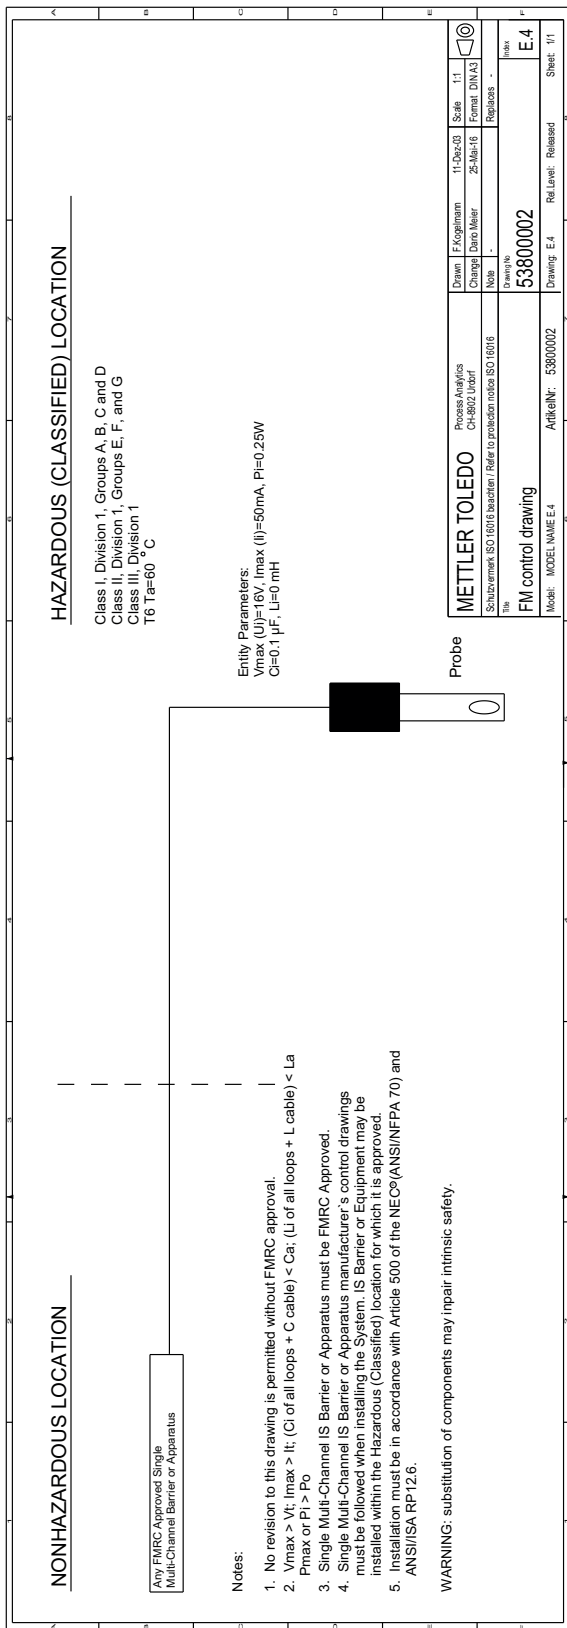 NONHAZARDOUS LOCATION
HAZARDOUS (CLASSIFIED) LOCATION
Any FMRC Approved Single
Multi-Channel Barrier or Apparatus
Class I, Division 1, Groups A, B, C and D
Class II, Division 1, Groups E, F, and G
Class III, Division 1
T6 Ta=60 °C
Entity Parameters:
Vmax (Ui)=16V, Imax (Ii)=50mA, Pi=0.25W
Ci=0.1 µF, Li=0 mH
Notes:
1. No revision to this drawing is permitted without FMRC approval.
2. Vmax > Vt; Imax > It; (Ci of all loops + C cable) < Ca; (Li of all loops + L cable) < La
Pmax or Pi > Po
3. Single Multi-Channel IS Barrier or Apparatus must be FMRC Approved.
4. Single Multi-Channel IS Barrier or Apparatus manufacturer`s control drawings
must be followed when installing the System. IS Barrier or Equipment may be
installed within the Hazardous (Classified) location for which it is approved.
5. Installation must be in accordance with Article 500 of the NEC®(ANSI/NFPA 70) and
ANSI/ISA RP12.6.
WARNING: substitution of components may inpair intrinsic safety.
Probe
METTLER TOLEDO
Process Analytics
CH-8902 Urdorf
Drawn F.Kogelmann 11-Dez-03 Scale 1:1
Change Dario Meier 25-Mai-16 Format DIN A3
Schutzvermerk ISO 16016 beachten / Refer to protection notice ISO 16016
Note - Replaces -
Title
FM control drawing
Drawing No
53800002
Index
E.4
Model: MODEL NAME E.4 ArtikelNr: 53800002 Drawing: E.4 Rel.Level: Released Sheet: 1/1